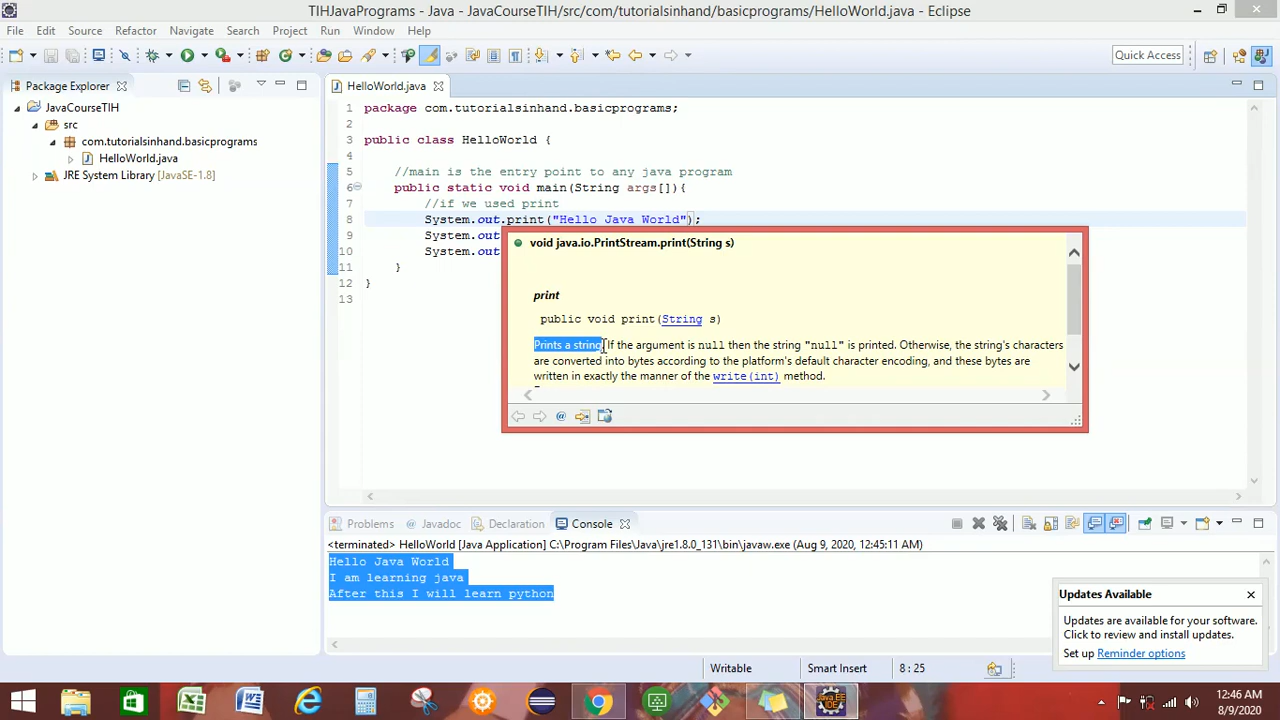 TIHJavaPrograms - Java - JavaCourseTIH/src/com/tutorialsinhand/basicprograms/HelloWorld.java - Eclipse
File Edit Source Refactor Navigate Search Project Run Window Help
Quick Access
Package Explorer
HelloWorld.java
JavaCourseTIH
src
com.tutorialsinhand.basicprograms
HelloWorld.java
JRE System Library [JavaSE-1.8]
1 package com.tutorialsinhand.basicprograms;
2
3 public class HelloWorld {
4
5 //main is the entry point to any java program
6 public static void main(String args[]){
7 //if we used print
8 System.out.print("Hello Java World");
9 System.out
10 System.out
11 }
12 }
13
void java.io.PrintStream.print(String s)
print
public void print(String s)
Prints a string. If the argument is null then the string "null" is printed. Otherwise, the string's characters
are converted into bytes according to the platform's default character encoding, and these bytes are
written in exactly the manner of the write(int) method.
@
Problems @ Javadoc Declaration Console
<terminated> HelloWorld [Java Application] C:\Program Files\Java\jre1.8.0_131\bin\javaw.exe (Aug 9, 2020, 12:45:11 AM)
Hello Java World
I am learning java
After this I will learn python
Updates Available
Updates are available for your software.
Click to review and install updates.
Set up Reminder options
Writable Smart Insert 8 : 25
12:46 AM
8/9/2020